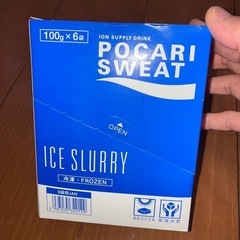 100g×6袋
ION SUPPLY DRINK
POCARI
SWEAT
OPEN
ICE SLURRY
冷凍・FROZEN